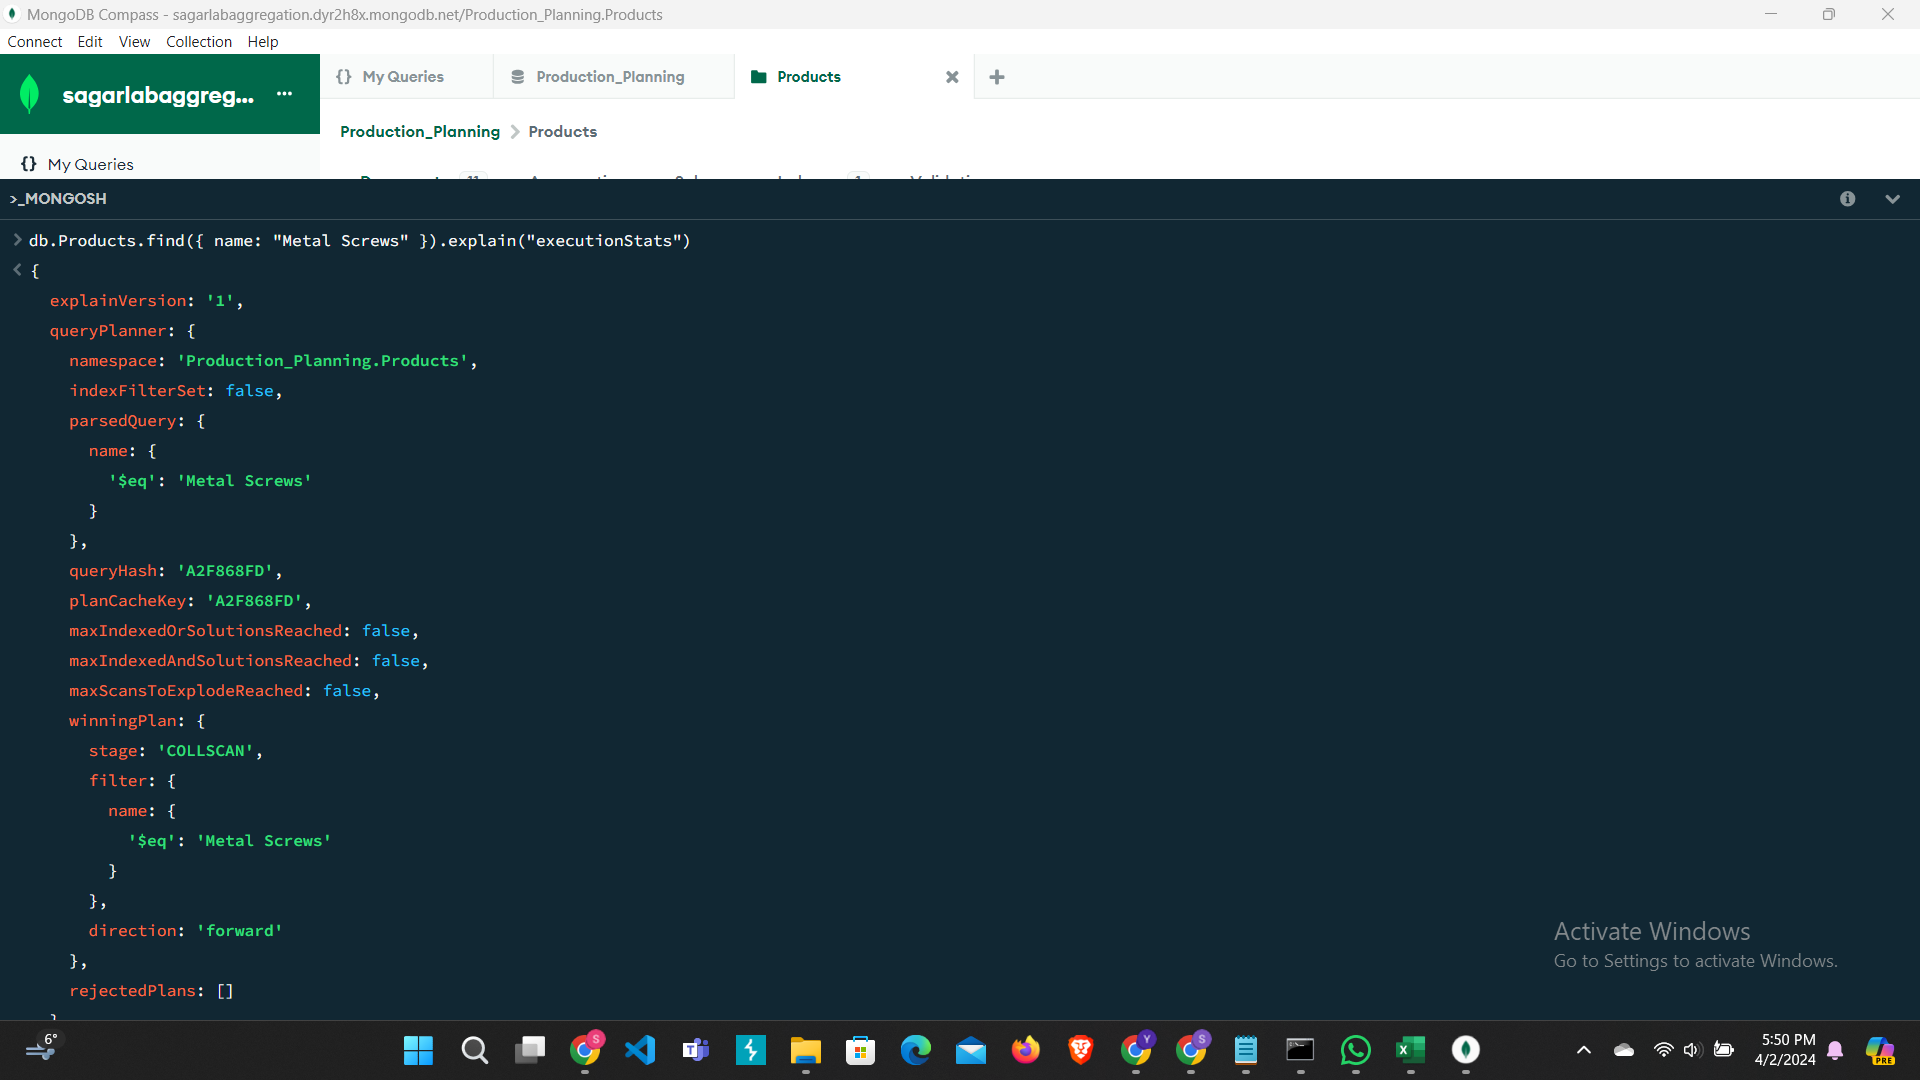 MongoDB Compass - sagarlabaggregation.dyr2h8x.mongodb.net/Production_Planning.Products
Connect Edit View Collection Help
sagarlabaggreg... ...
{} My Queries
Production_Planning
Products
Production_Planning > Products
{} My Queries
11
1
>_MONGOSH
> db.Products.find({ name: "Metal Screws" }).explain("executionStats")
< {
explainVersion: '1',
queryPlanner: {
namespace: 'Production_Planning.Products',
indexFilterSet: false,
parsedQuery: {
name: {
'$eq': 'Metal Screws'
}
},
queryHash: 'A2F868FD',
planCacheKey: 'A2F868FD',
maxIndexedOrSolutionsReached: false,
maxIndexedAndSolutionsReached: false,
maxScansToExplodeReached: false,
winningPlan: {
stage: 'COLLSCAN',
filter: {
name: {
'$eq': 'Metal Screws'
}
},
direction: 'forward'
},
rejectedPlans: []
Activate Windows
Go to Settings to activate Windows.
6°
S
Y
S
5:50 PM
4/2/2024
PRE